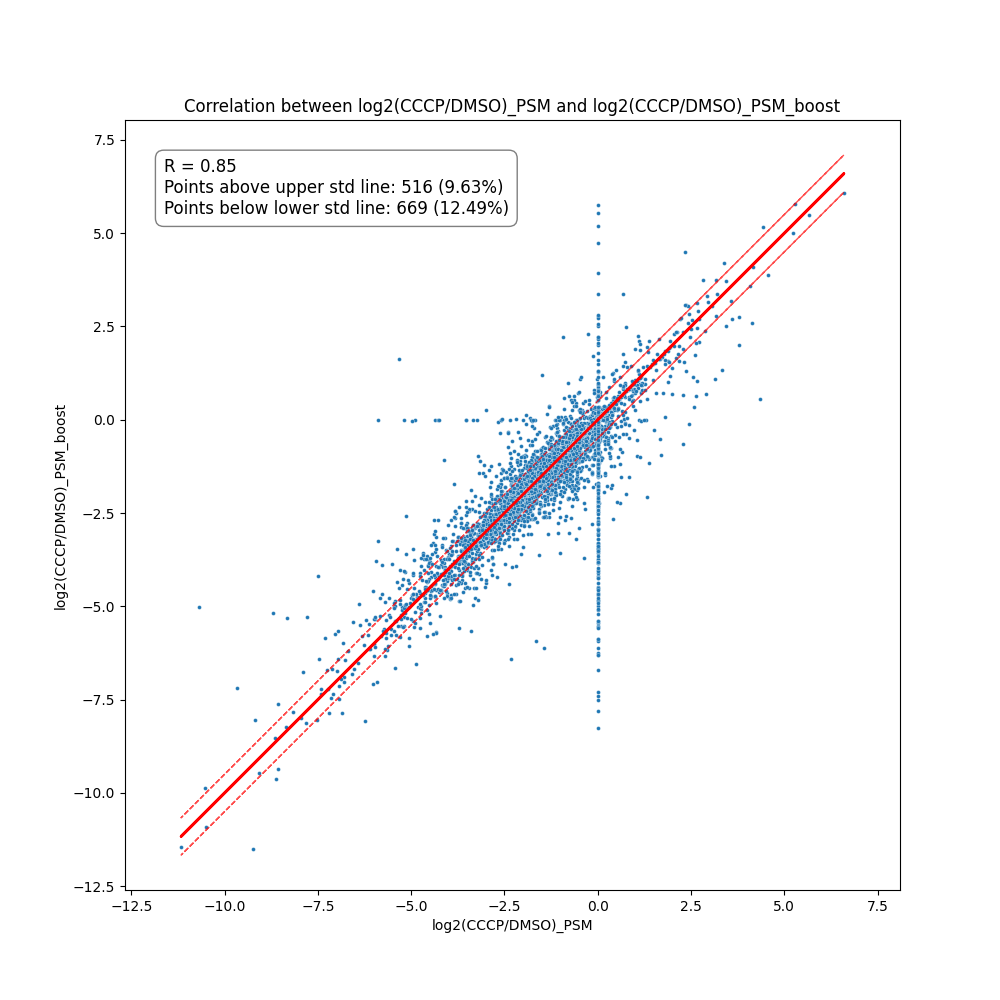 Correlation between log2(CCCP/DMSO)_PSM and log2(CCCP/DMSO)_PSM_boost
R = 0.85
Points above upper std line: 516 (9.63%)
Points below lower std line: 669 (12.49%)
7.5
5.0
2.5
0.0
−2.5
−5.0
−7.5
−10.0
−12.5
log2(CCCP/DMSO)_PSM_boost
−12.5 −10.0 −7.5 −5.0 −2.5 0.0 2.5 5.0 7.5
log2(CCCP/DMSO)_PSM